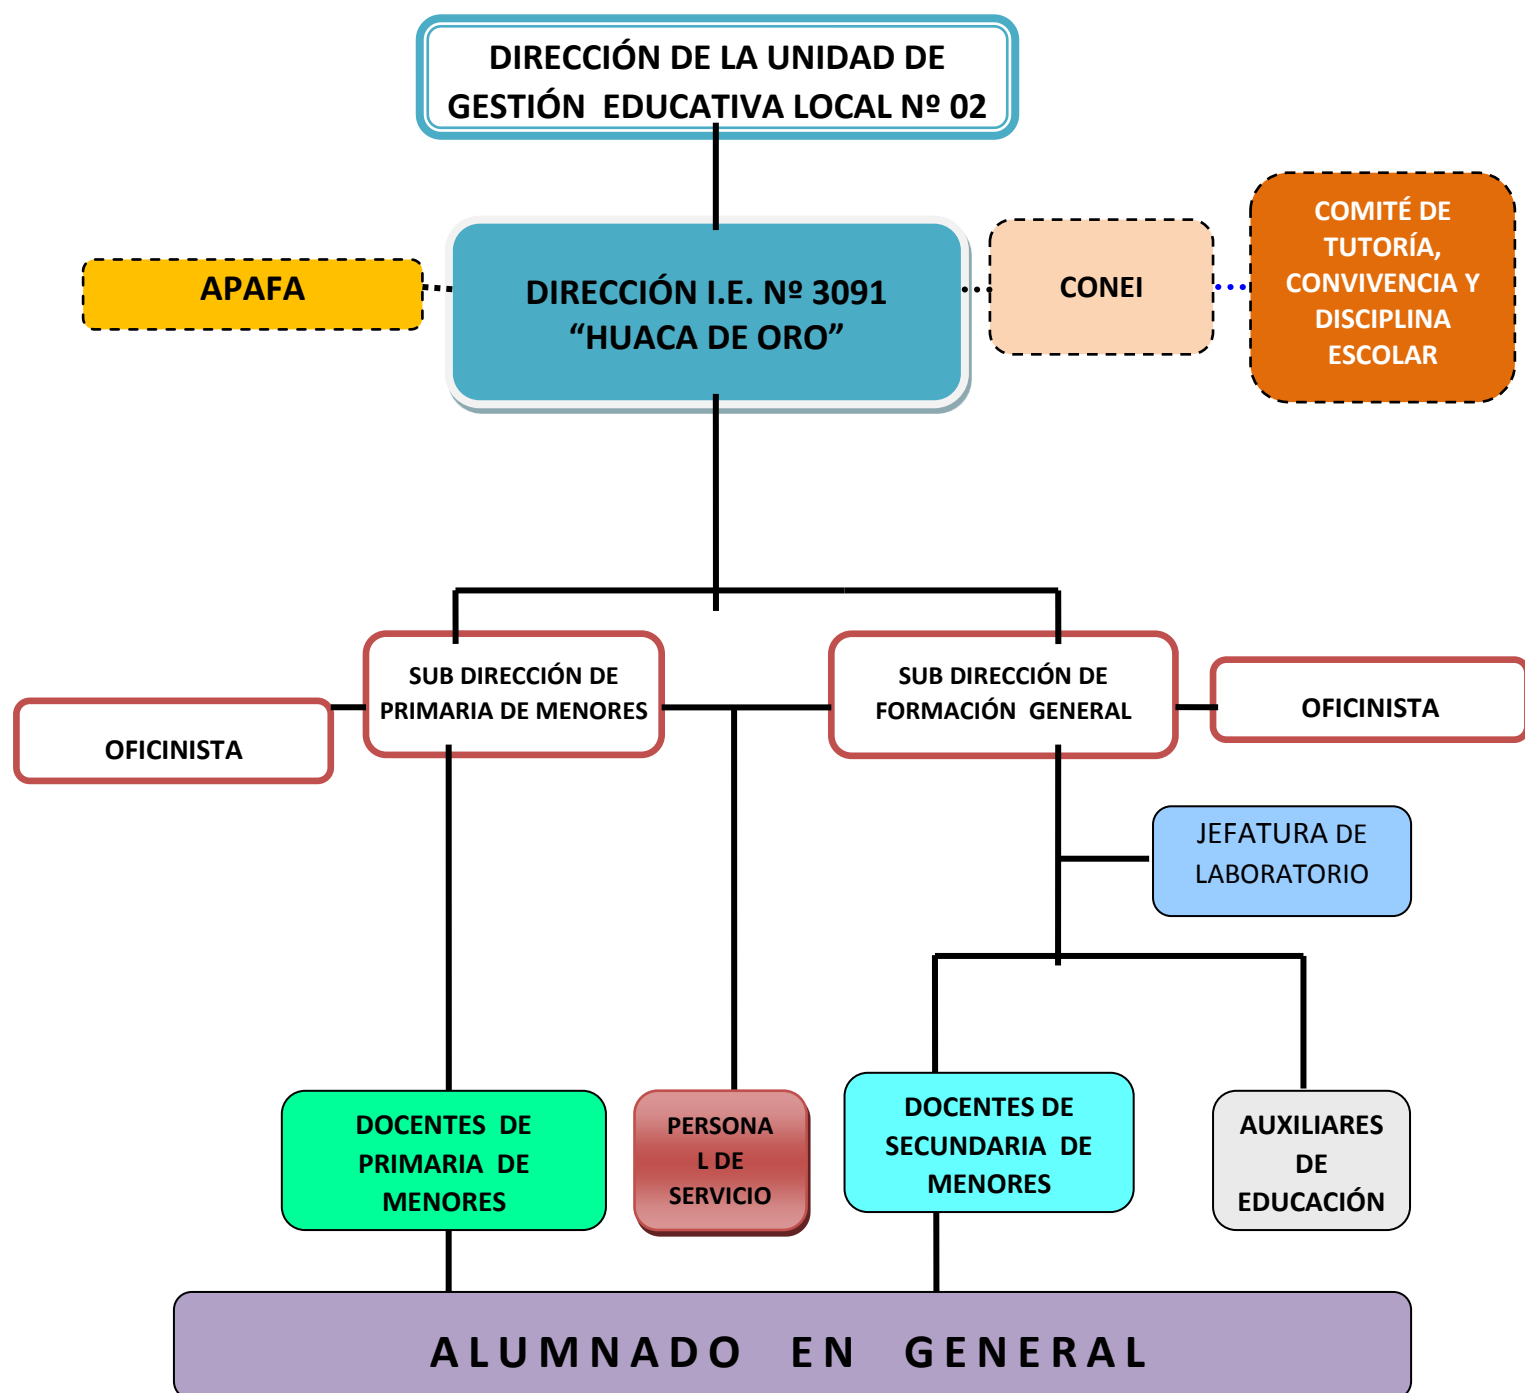 DIRECCIÓN DE LA UNIDAD DE
GESTIÓN EDUCATIVA LOCAL Nº 02
APAFA
DIRECCIÓN I.E. Nº 3091
“HUACA DE ORO”
CONEI
COMITÉ DE
TUTORÍA,
CONVIVENCIA Y
DISCIPLINA
ESCOLAR
OFICINISTA
SUB DIRECCIÓN DE
PRIMARIA DE MENORES
SUB DIRECCIÓN DE
FORMACIÓN GENERAL
OFICINISTA
JEFATURA DE
LABORATORIO
DOCENTES DE
PRIMARIA DE
MENORES
PERSONA
L DE
SERVICIO
DOCENTES DE
SECUNDARIA DE
MENORES
AUXILIARES
DE
EDUCACIÓN
ALUMNADO EN GENERAL